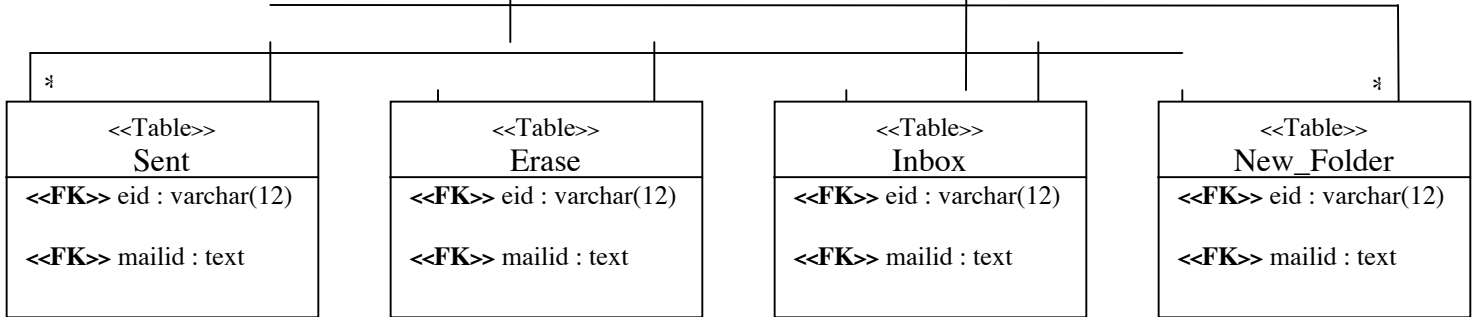 * *
<<Table>>
Sent
<<FK>> eid : varchar(12)
<<FK>> mailid : text
<<Table>>
Erase
<<FK>> eid : varchar(12)
<<FK>> mailid : text
<<Table>>
Inbox
<<FK>> eid : varchar(12)
<<FK>> mailid : text
<<Table>>
New_Folder
<<FK>> eid : varchar(12)
<<FK>> mailid : text